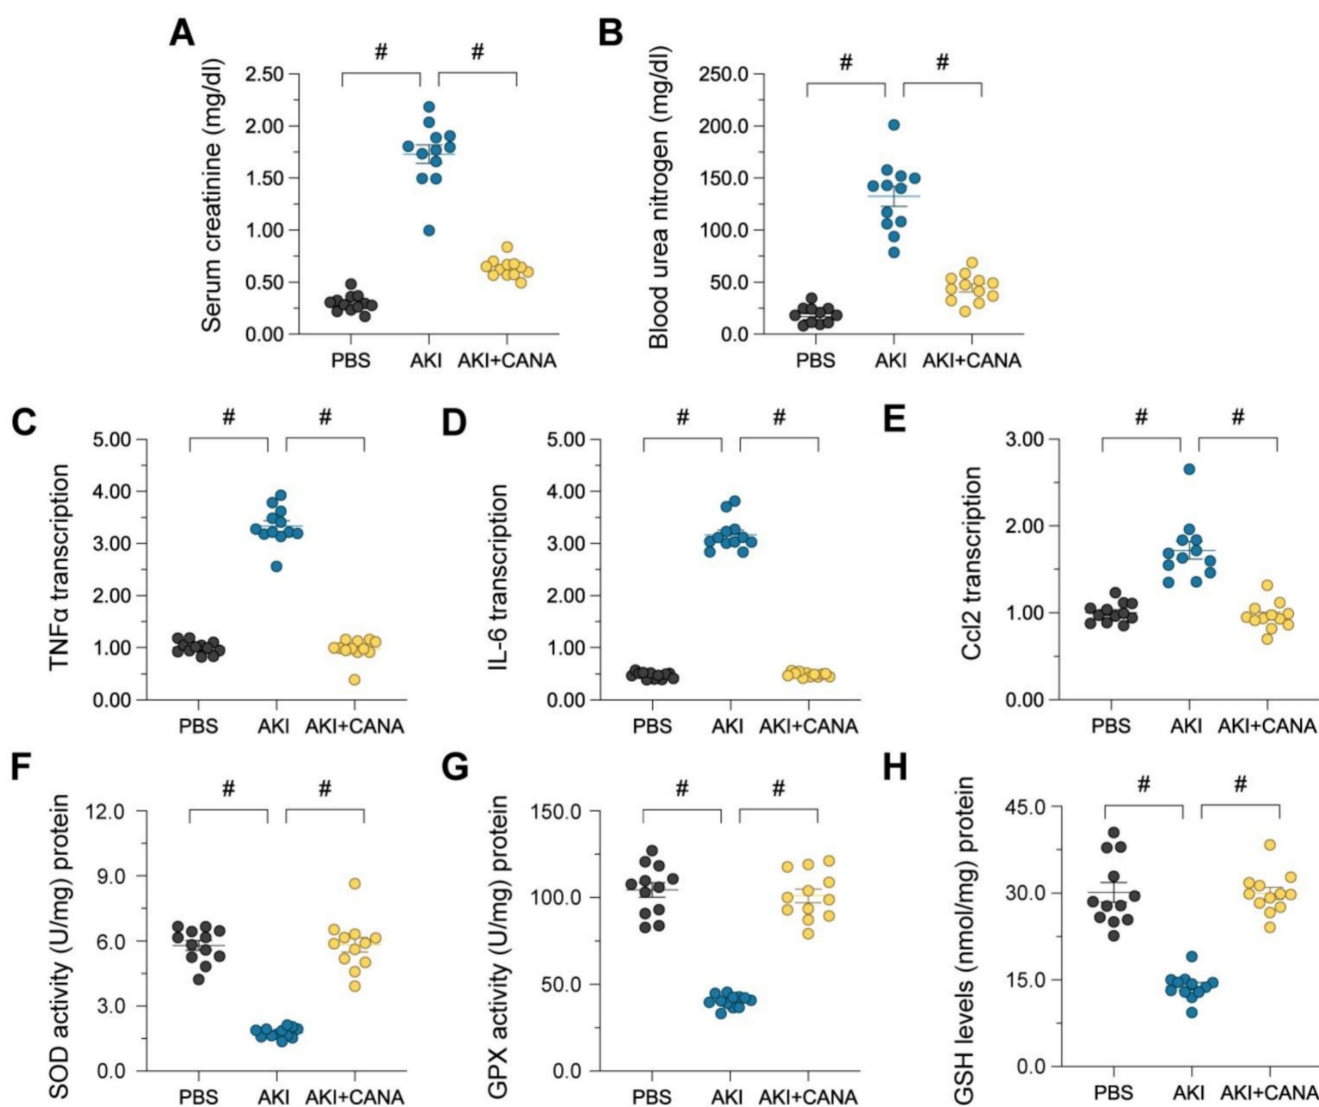 A
Serum creatinine (mg/dl)
#
#
2.50
2.00
1.50
1.00
0.50
0.00
PBS
AKI
AKI+CANA
B
Blood urea nitrogen (mg/dl)
#
#
250.0
200.0
150.0
100.0
50.0
0.0
PBS
AKI
AKI+CANA
C
TNFα transcription
#
#
5.00
4.00
3.00
2.00
1.00
0.00
PBS
AKI
AKI+CANA
D
IL-6 transcription
#
#
5.00
4.00
3.00
2.00
1.00
0.00
PBS
AKI
AKI+CANA
E
Ccl2 transcription
#
#
3.00
2.00
1.00
0.00
PBS
AKI
AKI+CANA
F
SOD activity (U/mg) protein
#
#
12.0
9.0
6.0
3.0
0.0
PBS
AKI
AKI+CANA
G
GPX activity (U/mg) protein
#
#
150.0
100.0
50.0
0.0
PBS
AKI
AKI+CANA
H
GSH levels (nmol/mg) protein
#
#
45.0
30.0
15.0
0.0
PBS
AKI
AKI+CANA